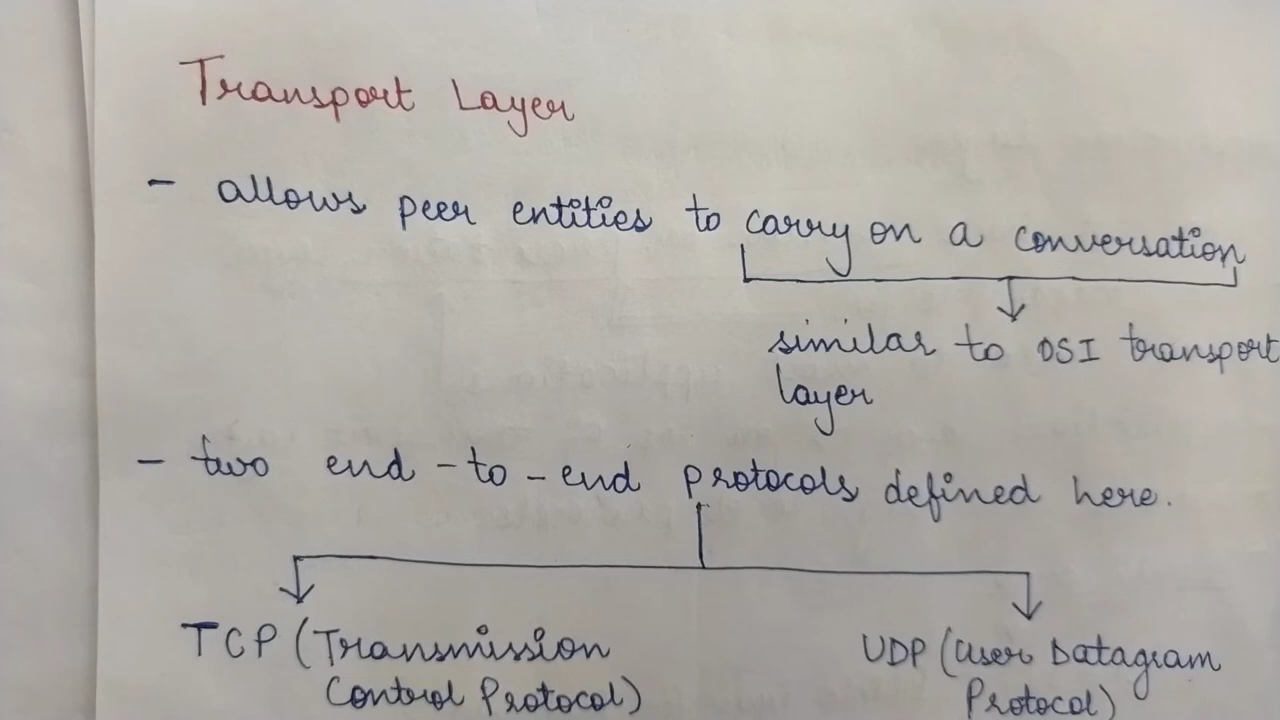 Transport Layer
- allows peer entities to carry on a conversation
similar to OSI transport
layer
- two end-to-end protocols defined here.
TCP (Transmission
Control Protocol)
UDP (User Datagram
Protocol)